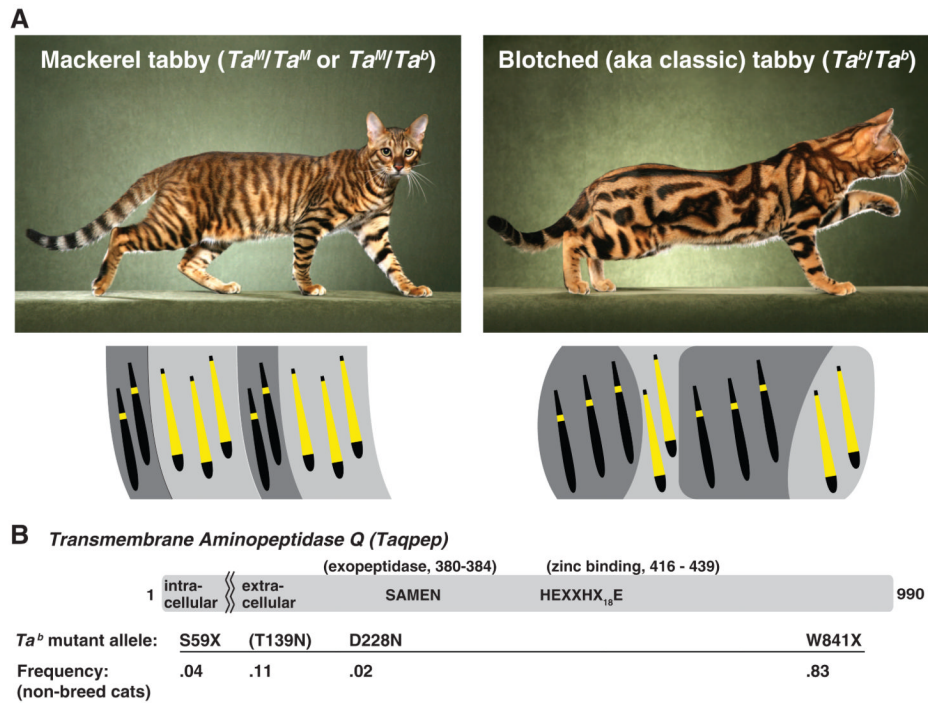 A
Mackerel tabby (Ta^M/Ta^M or Ta^M/Ta^b)
Blotched (aka classic) tabby (Ta^b/Ta^b)
B Transmembrane Aminopeptidase Q (Taqpep)
(exopeptidase, 380-384) (zinc binding, 416 - 439)
1 intra-cellular extra-cellular SAMEN HEXXHX₁₈E 990
Ta^b mutant allele: S59X (T139N) D228N W841X
Frequency: .04 .11 .02 .83
(non-breed cats)